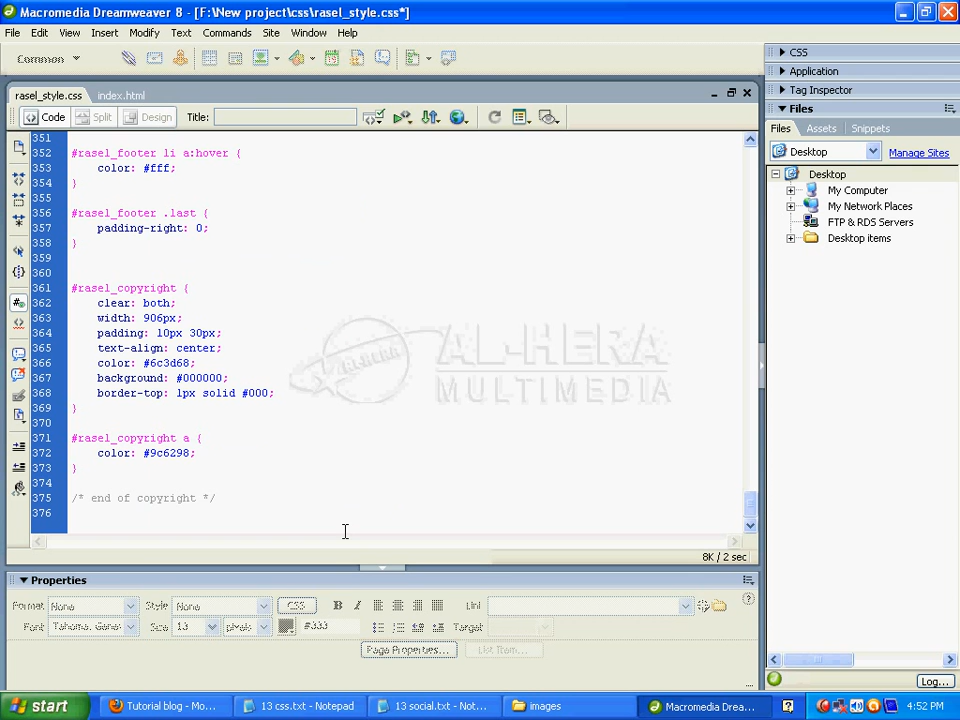 Macromedia Dreamweaver 8 - [F:\New project\css\rasel_style.css*]
File Edit View Insert Modify Text Commands Site Window Help
Common
rasel_style.css index.html
Code Split Design Title:
351
352 #rasel_footer li a:hover {
353 color: #fff;
354 }
355
356 #rasel_footer .last {
357 padding-right: 0;
358 }
359
360
361 #rasel_copyright {
362 clear: both;
363 width: 906px;
364 padding: 10px 30px;
365 text-align: center;
366 color: #6c3d68;
367 background: #000000;
368 border-top: 1px solid #000;
369 }
370
371 #rasel_copyright a {
372 color: #9c6298;
373 }
374
375 /* end of copyright */
376
AL-HERA
AL-HERA
MULTIMEDIA
8K / 2 sec
Properties
Format None Style None CSS B I Link
Font Tahoma, Geneva Size 13 pixels #333 Target
Page Properties... List Item...
CSS
Application
Tag Inspector
Files
Files Assets Snippets
Desktop Manage Sites
Desktop
My Computer
My Network Places
FTP & RDS Servers
Desktop items
Log...
start Tutorial blog - Mo... 13 css.txt - Notepad 13 social.txt - Not... images Macromedia Drea... 4:52 PM